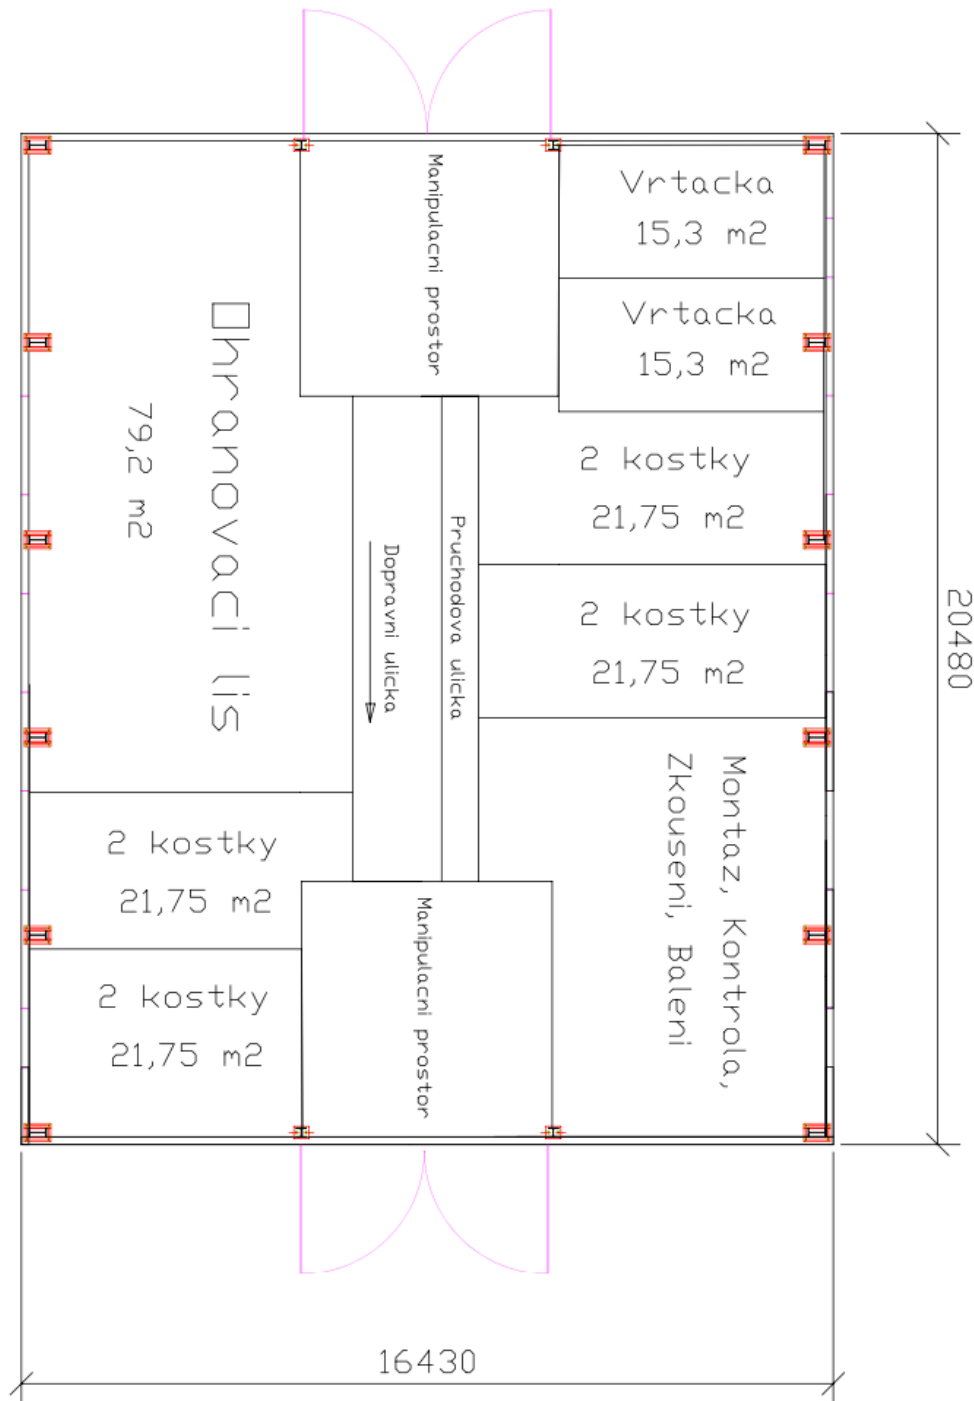 Manipulacni prostor
Vrtacka
15,3 m2
Vrtacka
15,3 m2
▯hranovaci lis
79,2 m2
2 kostky
21,75 m2
Pruchodova ulicka
Dopravni ulicka
2 kostky
21,75 m2
20480
Montaz, Kontrola,
Zkouseni, Baleni
2 kostky
21,75 m2
Manipulacni prostor
2 kostky
21,75 m2
16430